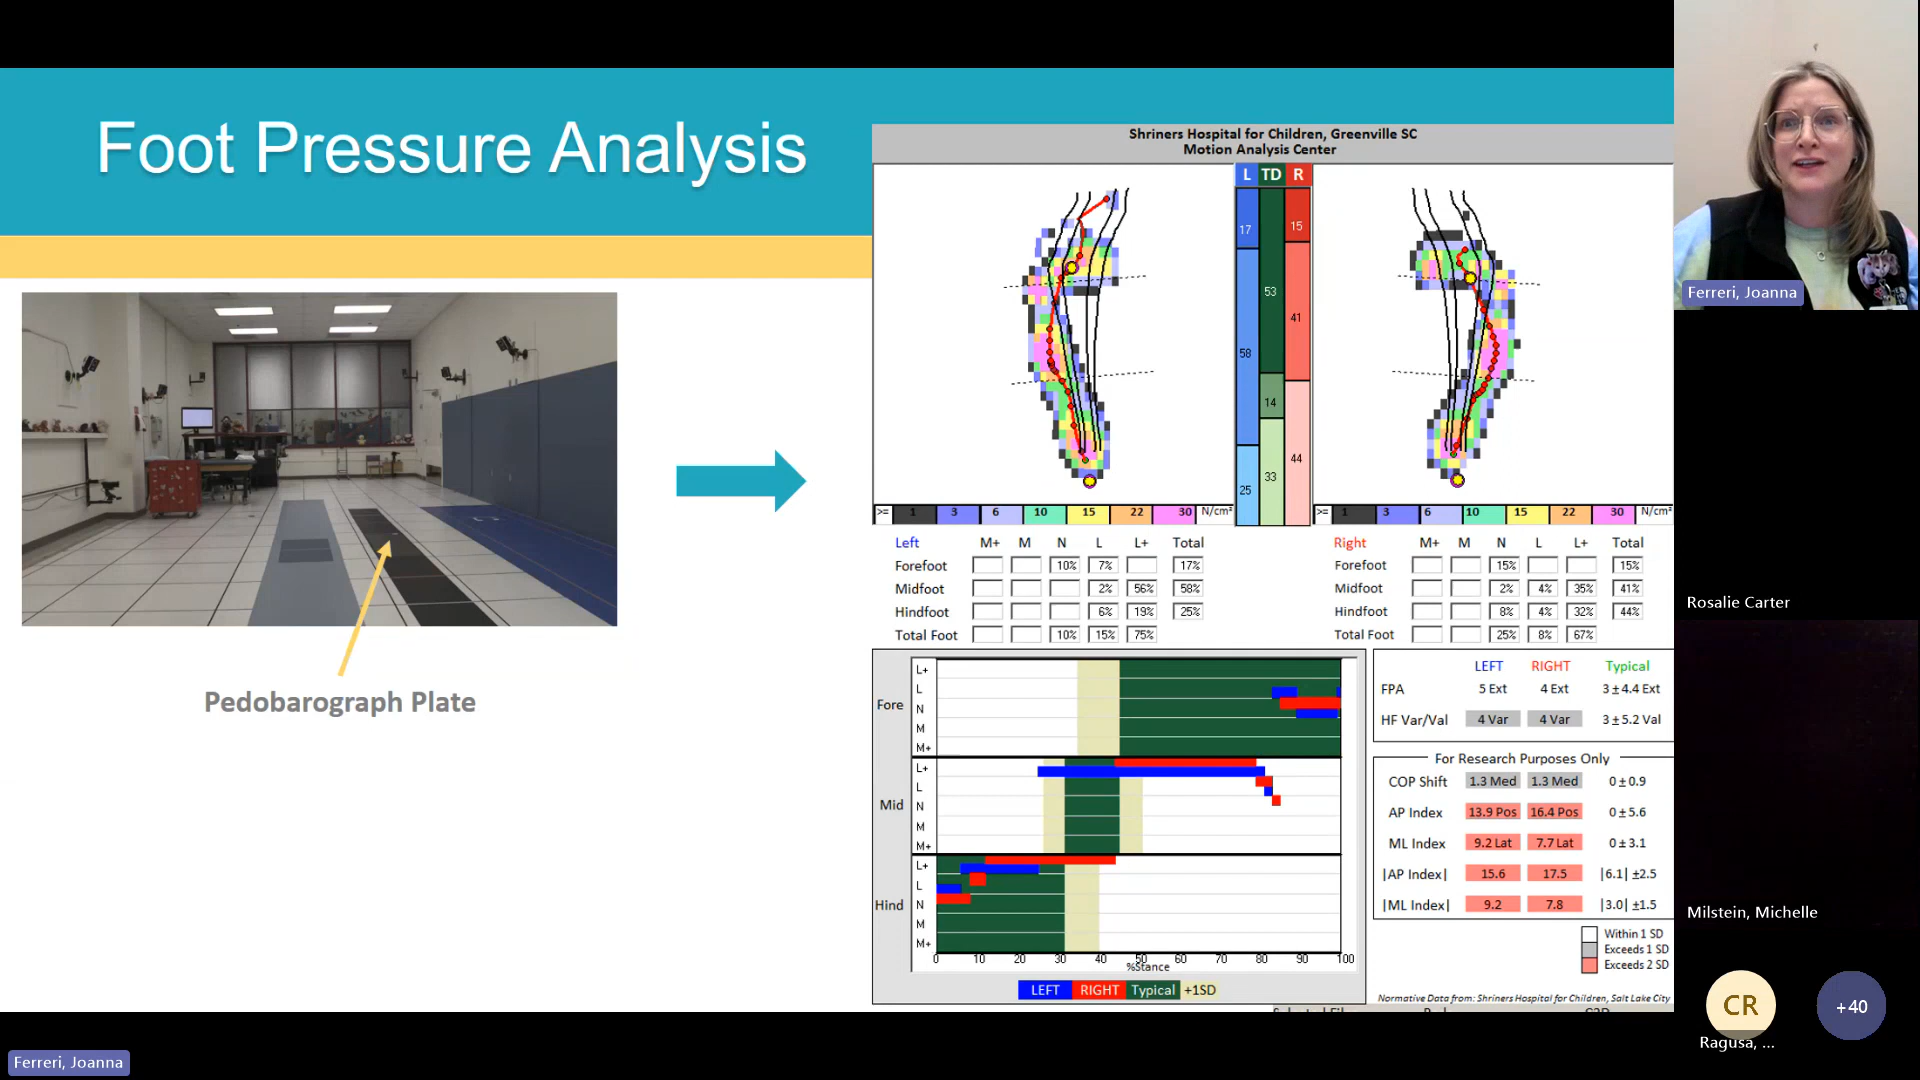 Foot Pressure Analysis
Pedobarograph Plate
Shriners Hospital for Children, Greenville SC
Motion Analysis Center
L TD R
17 53 15
58 14 41
25 33 44
>= 1 3 6 10 15 22 30 N/cm²
>= 1 3 6 10 15 22 30 N/cm²
Left M+ M N L L+ Total
Forefoot 10% 7% 17%
Midfoot 2% 56% 58%
Hindfoot 6% 19% 25%
Total Foot 10% 15% 75%
Right M+ M N L L+ Total
Forefoot 15% 15%
Midfoot 2% 4% 35% 41%
Hindfoot 8% 4% 32% 44%
Total Foot 25% 8% 67%
Fore
L+
L
N
M
M+
Mid
L+
L
N
M
M+
Hind
L+
L
N
M
M+
0 10 20 30 40 50 60 70 80 90 100
%Stance
LEFT RIGHT Typical +1SD
LEFT RIGHT Typical
FPA 5 Ext 4 Ext 3 ± 4.4 Ext
HF Var/Val 4 Var 4 Var 3 ± 5.2 Val
For Research Purposes Only
COP Shift 1.3 Med 1.3 Med 0 ± 0.9
AP Index 13.9 Pos 16.4 Pos 0 ± 5.6
ML Index 9.2 Lat 7.7 Lat 0 ± 3.1
|AP Index| 15.6 17.5 |6.1| ±2.5
|ML Index| 9.2 7.8 |3.0| ±1.5
Within 1 SD
Exceeds 1 SD
Exceeds 2 SD
Normative Data from: Shriners Hospital for Children, Salt Lake City
Ferreri, Joanna
Rosalie Carter
Milstein, Michelle
CR
+40
Ragusa, ...
Ferreri, Joanna